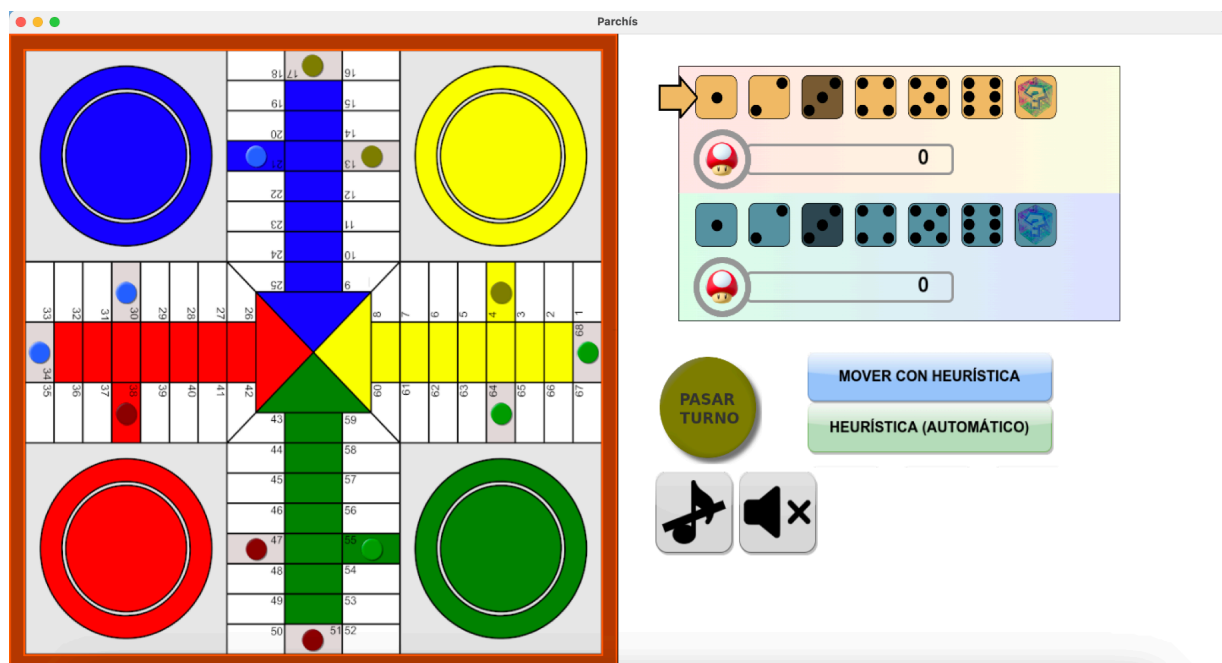 Parchís
18 17 16
19 15
20 14
21 13
22 12
23 11
24 10
25 9
33 32 31 30 29 28 27 26 8 7 6 5 4 3 2 1
34 68
35 36 37 38 39 40 41 42 60 61 62 63 64 65 66 67
43 59
44 58
45 57
46 56
47 55
48 54
49 53
50 51 52
0
0
PASAR
TURNO
MOVER CON HEURÍSTICA
HEURÍSTICA (AUTOMÁTICO)